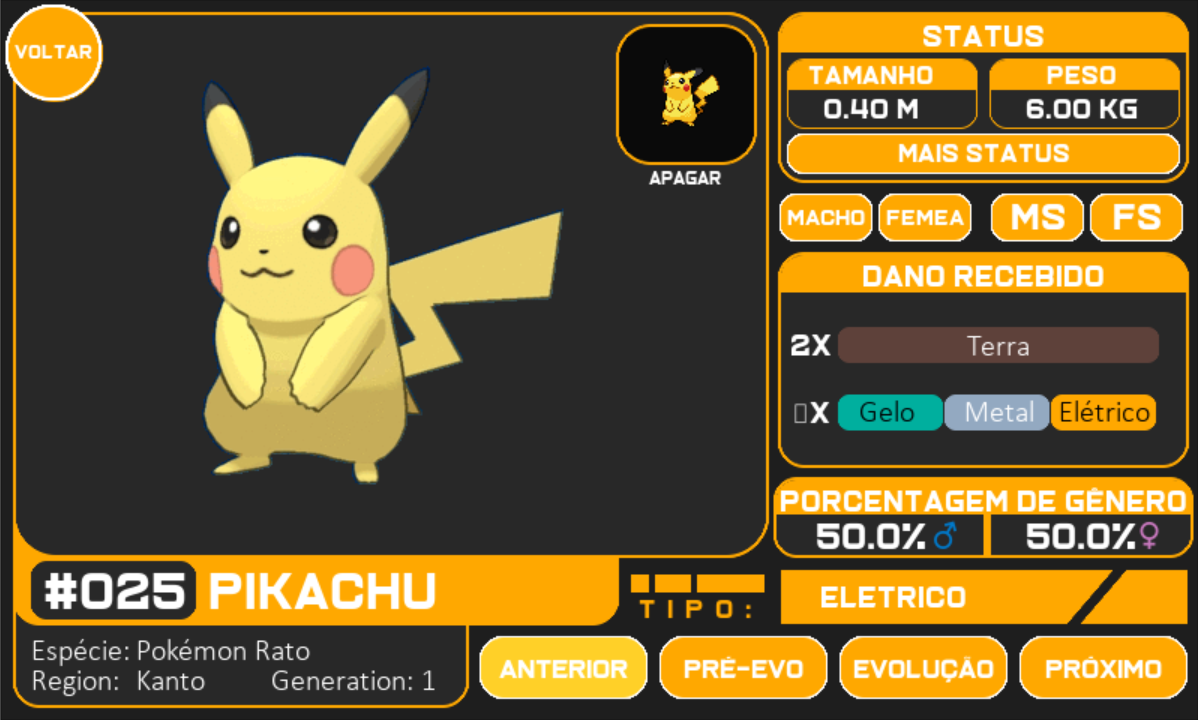 VOLTAR
APAGAR
STATUS
TAMANHO
0.40 M
PESO
6.00 KG
MAIS STATUS
MACHO
FEMEA
MS
FS
DANO RECEBIDO
2X
Terra
▯X
Gelo
Metal
Elétrico
PORCENTAGEM DE GÊNERO
50.0%♂
50.0%♀
#025 PIKACHU
TIPO:
ELETRICO
Espécie: Pokémon Rato
Region: Kanto Generation: 1
ANTERIOR
PRÉ-EVO
EVOLUÇÃO
PRÓXIMO